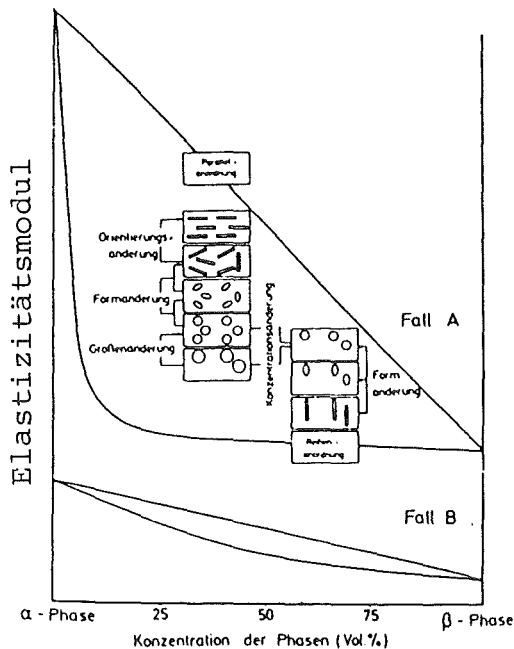 Elastizitätsmodul
Parallel-
anordnung
Orientierungs-
änderung
Formänderung
Größenänderung
Konzentrationsänderung
Form
änderung
Reihen-
anordnung
Fall A
Fall B
α - Phase
25
50
75
β - Phase
Konzentration der Phasen (Vol.%)